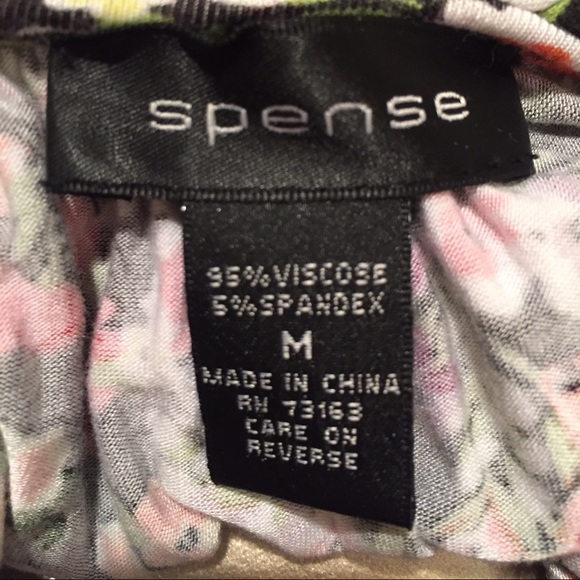 spense
95%VISCOSE
5%SPANDEX
M
MADE IN CHINA
RN 73163
CARE ON
REVERSE